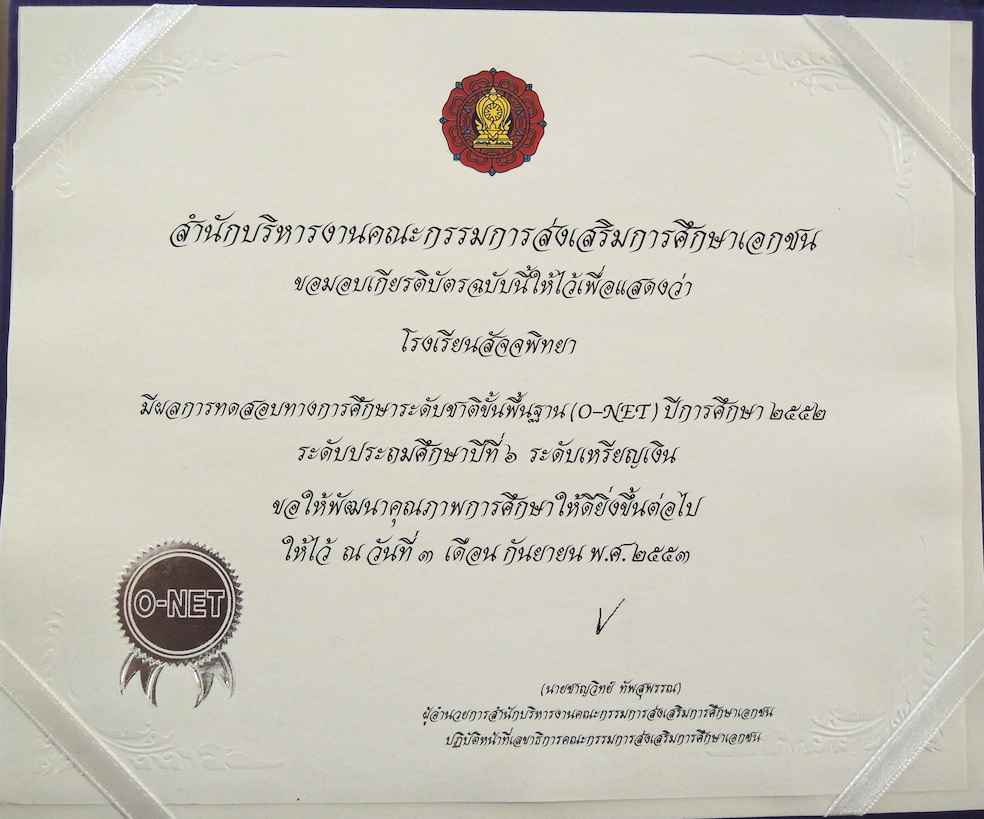 สำนักบริหารงานคณะกรรมการส่งเสริมการศึกษาเอกชน
ขอมอบเกียรติบัตรฉบับนี้ให้ไว้เพื่อแสดงว่า
โรงเรียนสัจจพิทยา
มีผลการทดสอบทางการศึกษาระดับชาติขั้นพื้นฐาน (O-NET) ปีการศึกษา ๒๕๕๒
ระดับประถมศึกษาปีที่ ๖ ระดับเหรียญเงิน
ขอให้พัฒนาคุณภาพการศึกษาให้ดียิ่งขึ้นต่อไป
ให้ไว้ ณ วันที่ ๓ เดือน กันยายน พ.ศ. ๒๕๕๓
O-NET
(นายชาญวิทย์ ทัพสุพรรณ)
ผู้อำนวยการสำนักบริหารงานคณะกรรมการส่งเสริมการศึกษาเอกชน
ปฏิบัติหน้าที่เลขาธิการคณะกรรมการส่งเสริมการศึกษาเอกชน